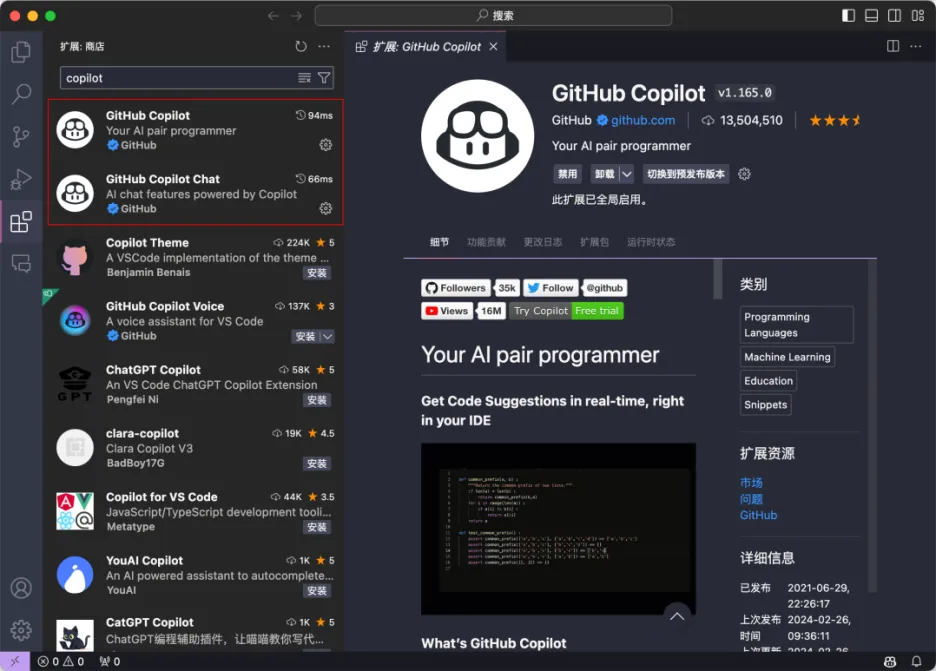 搜索
扩展: 商店
copilot
GitHub Copilot
94ms
Your AI pair programmer
GitHub
GitHub Copilot Chat
66ms
AI chat features powered by Copilot
GitHub
Copilot Theme
224K ★ 5
A VSCode implementation of the theme ...
Benjamin Benais
安装
GitHub Copilot Voice
137K ★ 3
A voice assistant for VS Code
GitHub
安装
ChatGPT Copilot
58K ★ 5
An VS Code ChatGPT Copilot Extension
Pengfei Ni
安装
GPT
clara-copilot
19K ★ 4.5
Clara Copilot V3
BadBoy17G
安装
Copilot for VS Code
44K ★ 3.5
JavaScript/TypeScript development tooli...
Metatype
安装
YouAI Copilot
1K ★ 5
An AI powered assistant to autocomplete...
YouAI
安装
CatGPT Copilot
1K ★ 5
ChatGPT编程辅助插件，让喵喵教你写代...
扩展: GitHub Copilot
GitHub Copilot v1.165.0
GitHub github.com 13,504,510
Your AI pair programmer
禁用 卸载 切换到预发布版本
此扩展已全局启用。
细节 功能贡献 更改日志 扩展包 运行时状态
Followers 35k Follow @github
Views 16M Try Copilot Free trial
Your AI pair programmer
Get Code Suggestions in real-time, right
in your IDE
What's GitHub Copilot
类别
Programming
Languages
Machine Learning
Education
Snippets
扩展资源
市场
问题
GitHub
详细信息
已发布 2021-06-29,
22:26:17
上次发布 2024-02-26,
时间 09:36:11
上次更新 2024-02-26
0 0 0